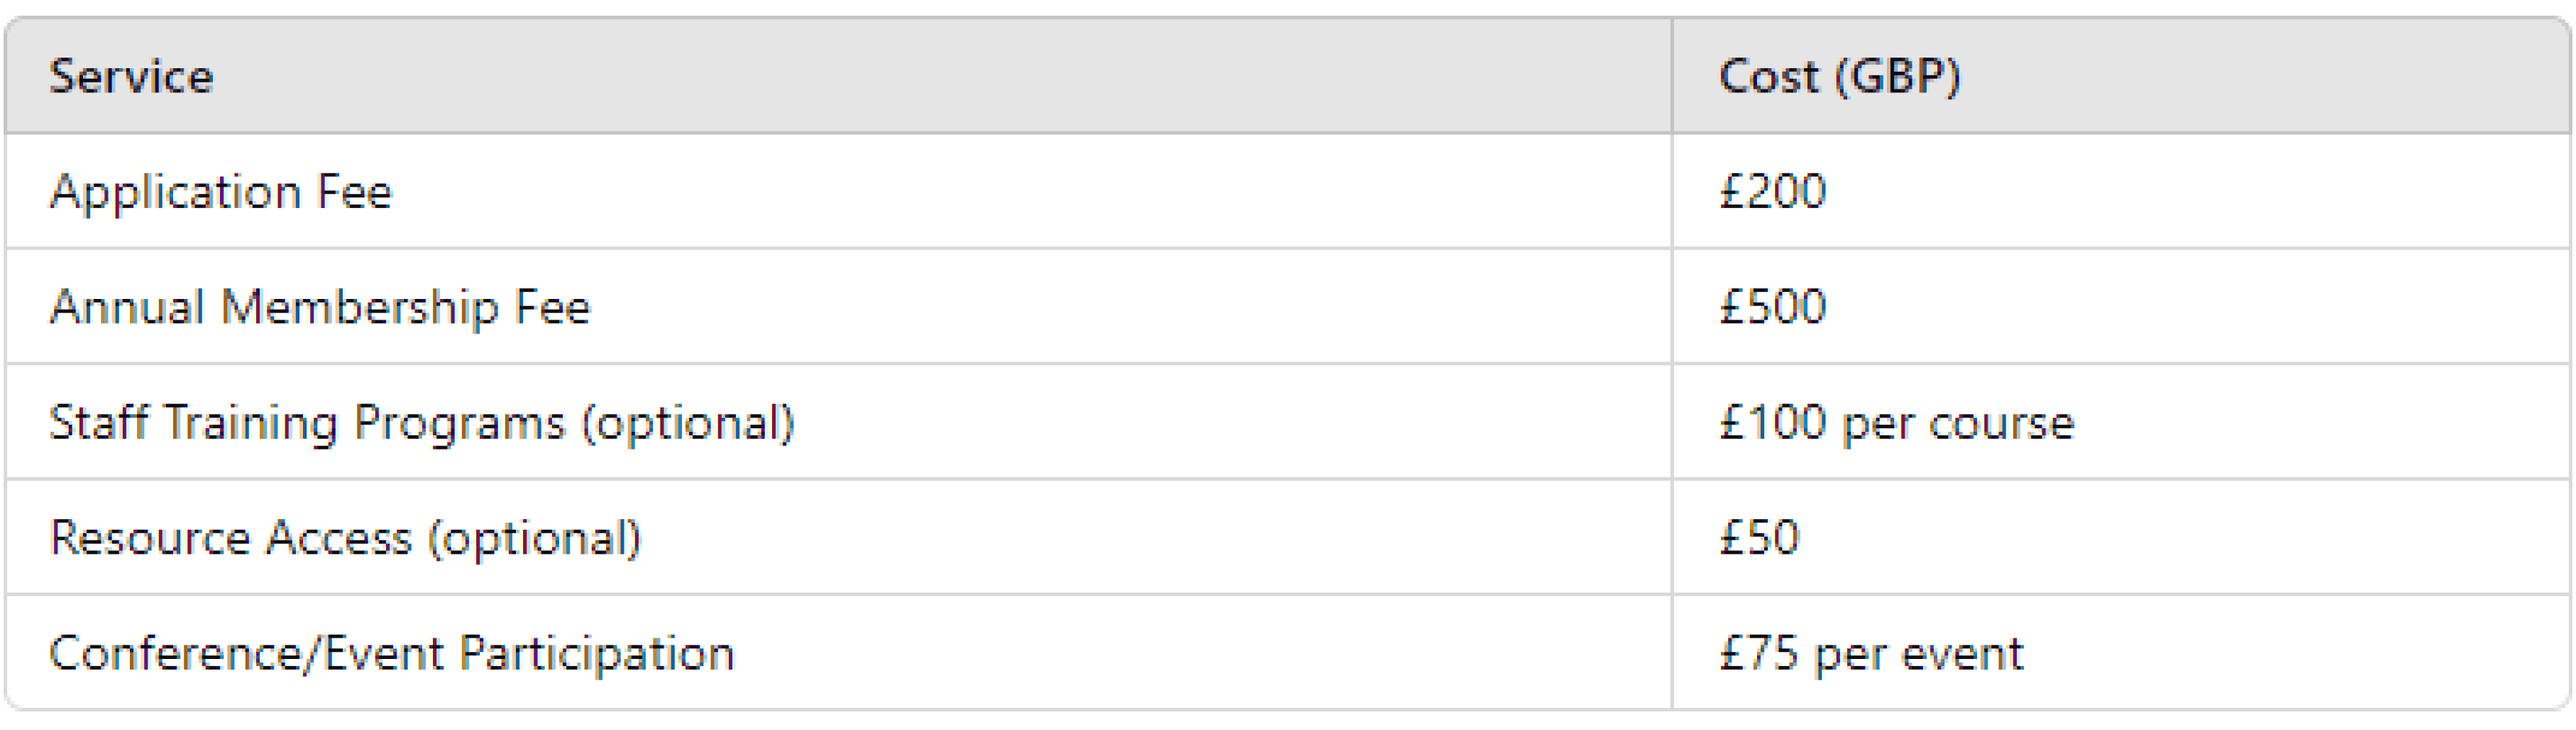 Service Cost (GBP)
Application Fee £200
Annual Membership Fee £500
Staff Training Programs (optional) £100 per course
Resource Access (optional) £50
Conference/Event Participation £75 per event